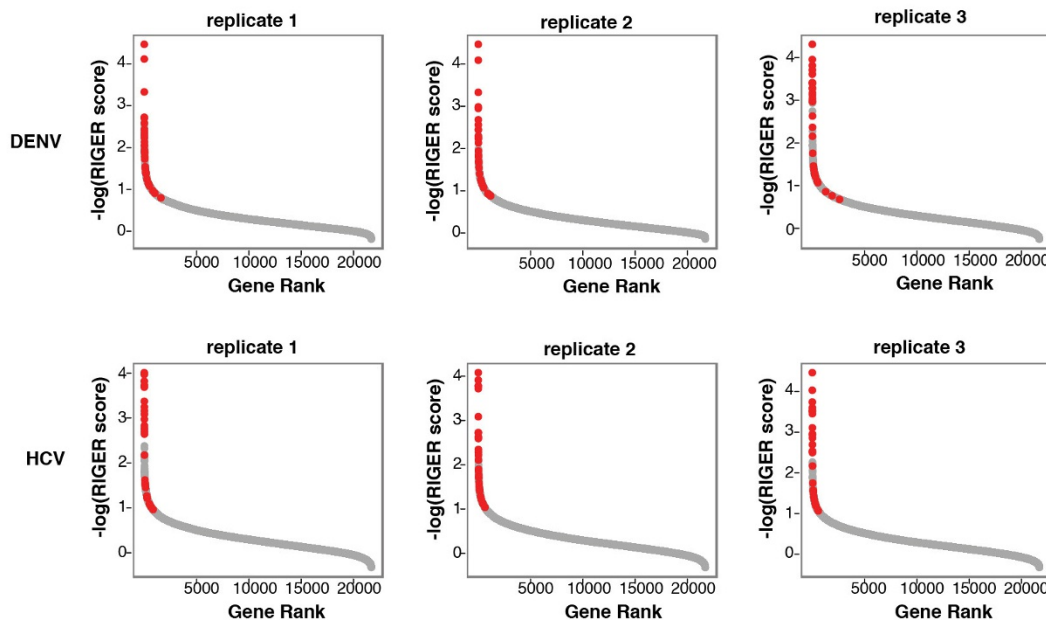 replicate 1
replicate 2
replicate 3
DENV
-log(RIGER score)
4
3
2
1
0
5000 10000 15000 20000
Gene Rank
-log(RIGER score)
4
3
2
1
0
5000 10000 15000 20000
Gene Rank
-log(RIGER score)
4
3
2
1
0
5000 10000 15000 20000
Gene Rank
replicate 1
replicate 2
replicate 3
HCV
-log(RIGER score)
4
3
2
1
0
5000 10000 15000 20000
Gene Rank
-log(RIGER score)
4
3
2
1
0
5000 10000 15000 20000
Gene Rank
-log(RIGER score)
4
3
2
1
0
5000 10000 15000 20000
Gene Rank